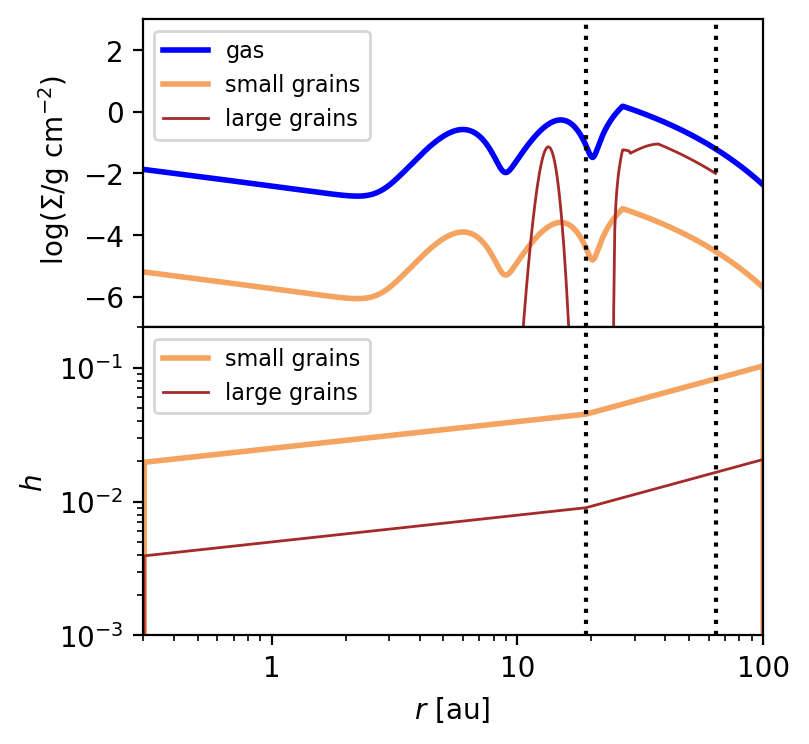 gas
small grains
large grains
log(Σ/g cm⁻²)
2
0
−2
−4
−6
small grains
large grains
h
10⁻¹
10⁻²
10⁻³
1
10
100
r [au]